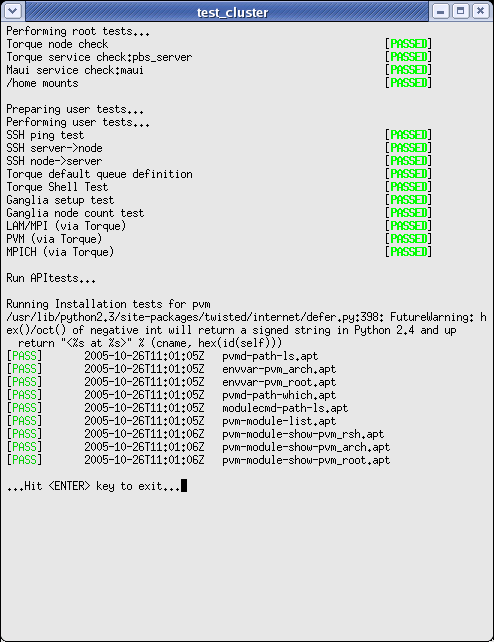 test_cluster
Performing root tests...
Torque node check [PASSED]
Torque service check:pbs_server [PASSED]
Maui service check:maui [PASSED]
/home mounts [PASSED]
Preparing user tests...
Performing user tests...
SSH ping test [PASSED]
SSH server->node [PASSED]
SSH node->server [PASSED]
Torque default queue definition [PASSED]
Torque Shell Test [PASSED]
Ganglia setup test [PASSED]
Ganglia node count test [PASSED]
LAM/MPI (via Torque) [PASSED]
PVM (via Torque) [PASSED]
MPICH (via Torque) [PASSED]
Run APItests...
Running Installation tests for pvm
/usr/lib/python2.3/site-packages/twisted/internet/defer.py:398: FutureWarning: h
ex()/oct() of negative int will return a signed string in Python 2.4 and up
  return "<%s at %s>" % (cname, hex(id(self)))
[PASS] 2005-10-26T11:01:05Z pvmd-path-ls.apt
[PASS] 2005-10-26T11:01:05Z envvar-pvm_arch.apt
[PASS] 2005-10-26T11:01:05Z envvar-pvm_root.apt
[PASS] 2005-10-26T11:01:05Z pvmd-path-which.apt
[PASS] 2005-10-26T11:01:05Z modulecmd-path-ls.apt
[PASS] 2005-10-26T11:01:05Z pvm-module-list.apt
[PASS] 2005-10-26T11:01:06Z pvm-module-show-pvm_rsh.apt
[PASS] 2005-10-26T11:01:06Z pvm-module-show-pvm_arch.apt
[PASS] 2005-10-26T11:01:06Z pvm-module-show-pvm_root.apt
...Hit <ENTER> key to exit...